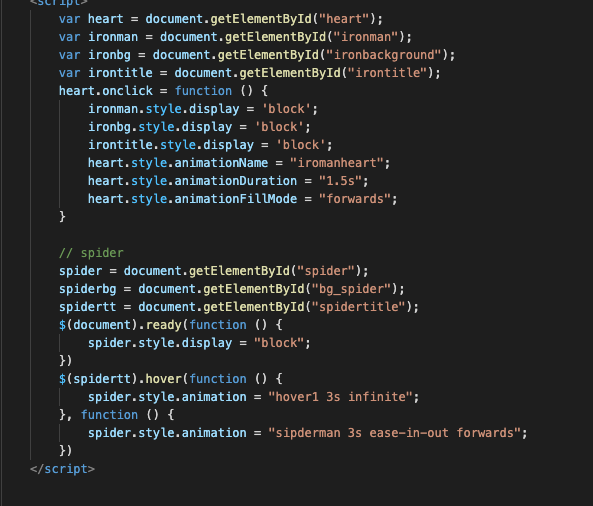 <script>
var heart = document.getElementById("heart");
var ironman = document.getElementById("ironman");
var ironbg = document.getElementById("ironbackground");
var irontitle = document.getElementById("irontitle");
heart.onclick = function () {
ironman.style.display = 'block';
ironbg.style.display = 'block';
irontitle.style.display = 'block';
heart.style.animationName = "iromanheart";
heart.style.animationDuration = "1.5s";
heart.style.animationFillMode = "forwards";
}
// spider
spider = document.getElementById("spider");
spiderbg = document.getElementById("bg_spider");
spidertt = document.getElementById("spidertitle");
$(document).ready(function () {
spider.style.display = "block";
})
$(spidertt).hover(function () {
spider.style.animation = "hover1 3s infinite";
}, function () {
spider.style.animation = "sipderman 3s ease-in-out forwards";
})
</script>